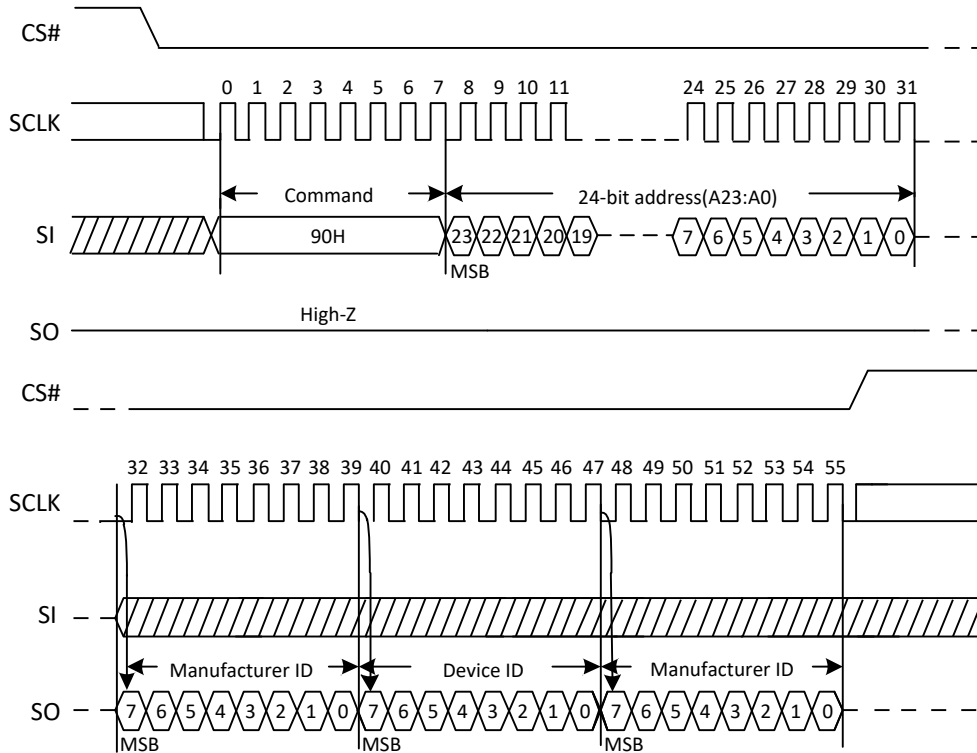 CS#
0 1 2 3 4 5 6 7 8 9 10 11 24 25 26 27 28 29 30 31
SCLK
Command 24-bit address(A23:A0)
SI 90H 23 22 21 20 19 7 6 5 4 3 2 1 0
MSB
High-Z
SO
CS#
32 33 34 35 36 37 38 39 40 41 42 43 44 45 46 47 48 49 50 51 52 53 54 55
SCLK
SI
Manufacturer ID Device ID Manufacturer ID
SO 7 6 5 4 3 2 1 0 7 6 5 4 3 2 1 0 7 6 5 4 3 2 1 0
MSB MSB MSB